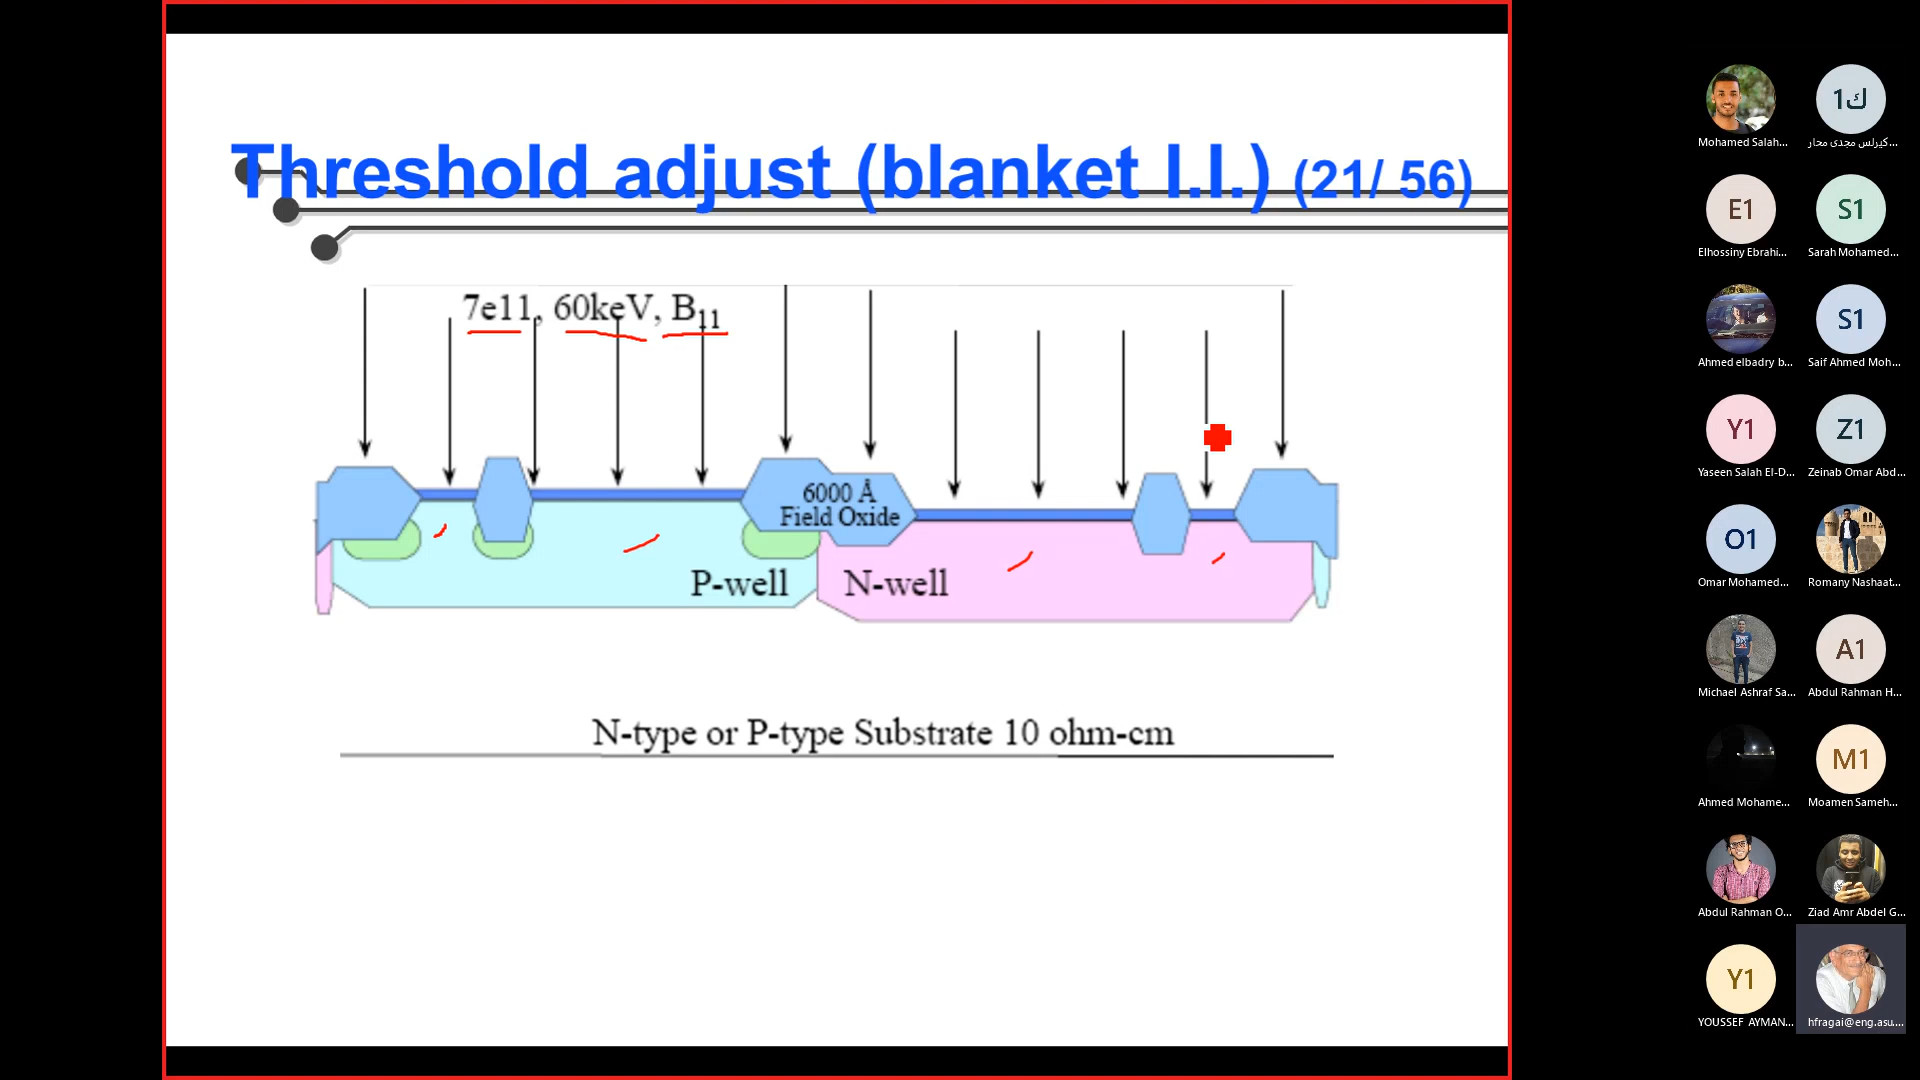 Threshold adjust (blanket I.I.) (21/ 56)
7e11, 60keV, B11
6000 Å
Field Oxide
P-well
N-well
N-type or P-type Substrate 10 ohm-cm
Mohamed Salah...
1ك
كيرلس مجدى محار...
E1
Elhossiny Ebrahi...
S1
Sarah Mohamed...
Ahmed elbadry b...
S1
Saif Ahmed Moh...
Y1
Yaseen Salah El-D...
Z1
Zeinab Omar Abd...
O1
Omar Mohamed...
Romany Nashaat...
Michael Ashraf Sa...
A1
Abdul Rahman H...
Ahmed Mohame...
M1
Moamen Sameh...
Abdul Rahman O...
Ziad Amr Abdel G...
Y1
YOUSSEF AYMAN...
hfragai@eng.asu....